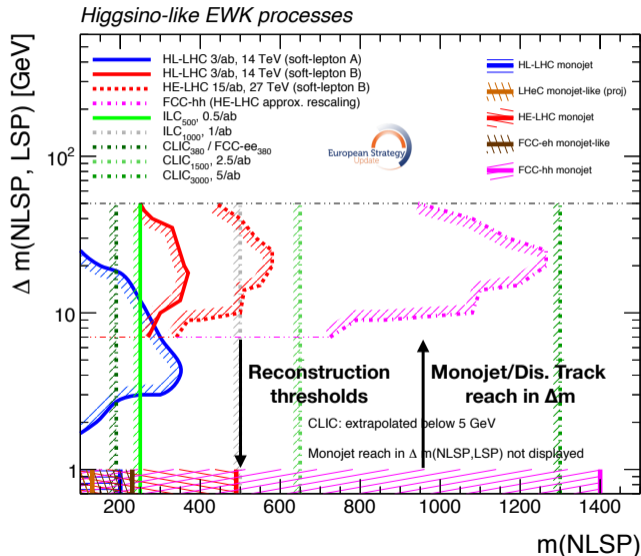 Higgsino-like EWK processes
Δ m(NLSP, LSP) [GeV]
HL-LHC 3/ab, 14 TeV (soft-lepton A)
HL-LHC 3/ab, 14 TeV (soft-lepton B)
HE-LHC 15/ab, 27 TeV (soft-lepton B)
FCC-hh (HE-LHC approx. rescaling)
ILC500, 0.5/ab
ILC1000, 1/ab
CLIC380 / FCC-ee380
CLIC1500, 2.5/ab
CLIC3000, 5/ab
European Strategy
Update
HL-LHC monojet
LHeC monojet-like (proj)
HE-LHC monojet
FCC-eh monojet-like
FCC-hh monojet
10²
10
1
Reconstruction
thresholds
Monojet/Dis. Track
reach in Δm
CLIC: extrapolated below 5 GeV
Monojet reach in Δ m(NLSP,LSP) not displayed
200 400 600 800 1000 1200 1400
m(NLSP)